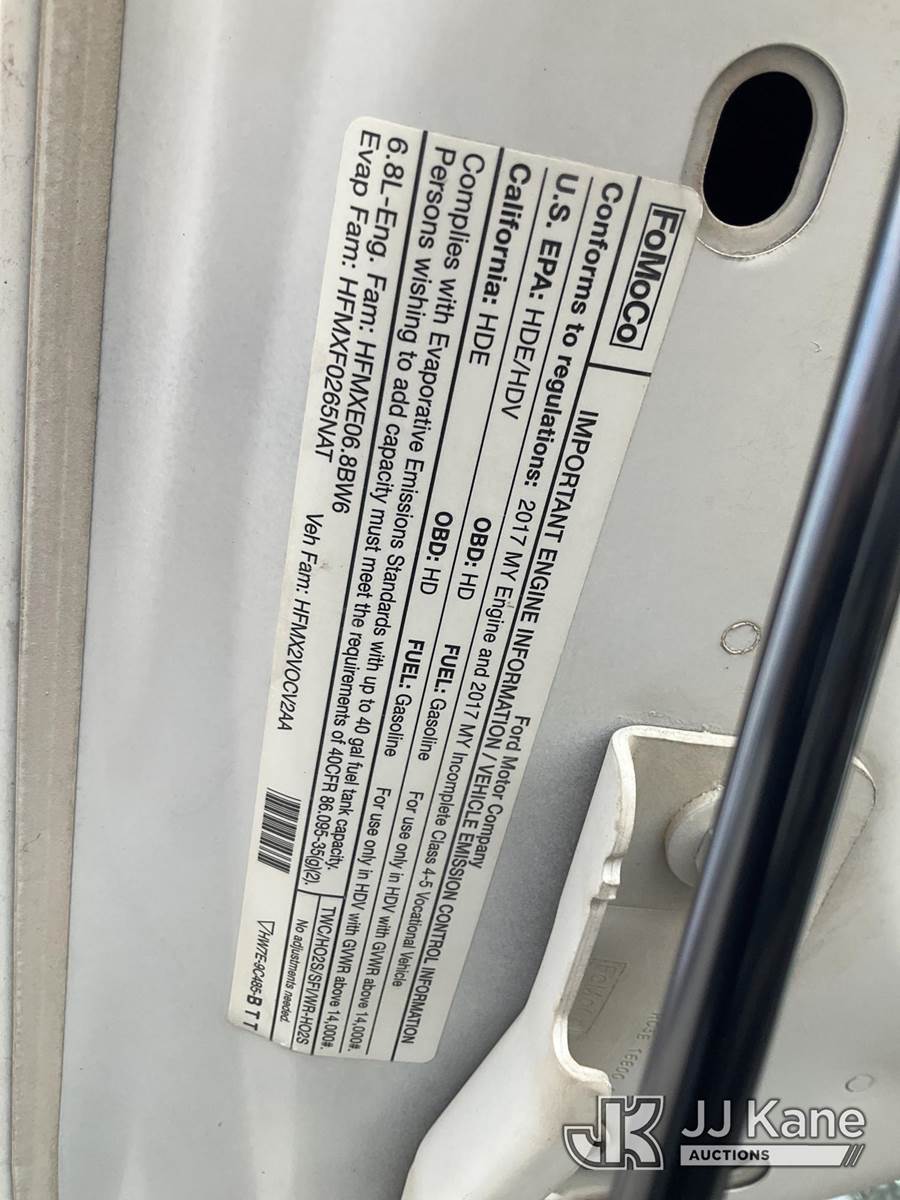 FoMoCo
Ford Motor Company
IMPORTANT ENGINE INFORMATION / VEHICLE EMISSION CONTROL INFORMATION
Conforms to regulations: 2017 MY Engine and 2017 MY Incomplete Class 4-5 Vocational Vehicle
U.S. EPA: HDE/HDV OBD: HD FUEL: Gasoline For use only in HDV with GVWR above 14,000#.
California: HDE OBD: HD FUEL: Gasoline For use only in HDV with GVWR above 14,000#.
Complies with Evaporative Emissions Standards with up to 40 gal fuel tank capacity.
Persons wishing to add capacity must meet the requirements of 40CFR 86.095-35(g)(2).
TWC/HO2S/SFI/WR-HO2S
No adjustments needed.
6.8L-Eng. Fam: HFMXE06.8BW6
Evap Fam: HFMXF0265NAT Veh Fam: HFMX2VOCV2AA
HW7E-9C485-B T T
FoMoCo
JK JJ Kane
AUCTIONS